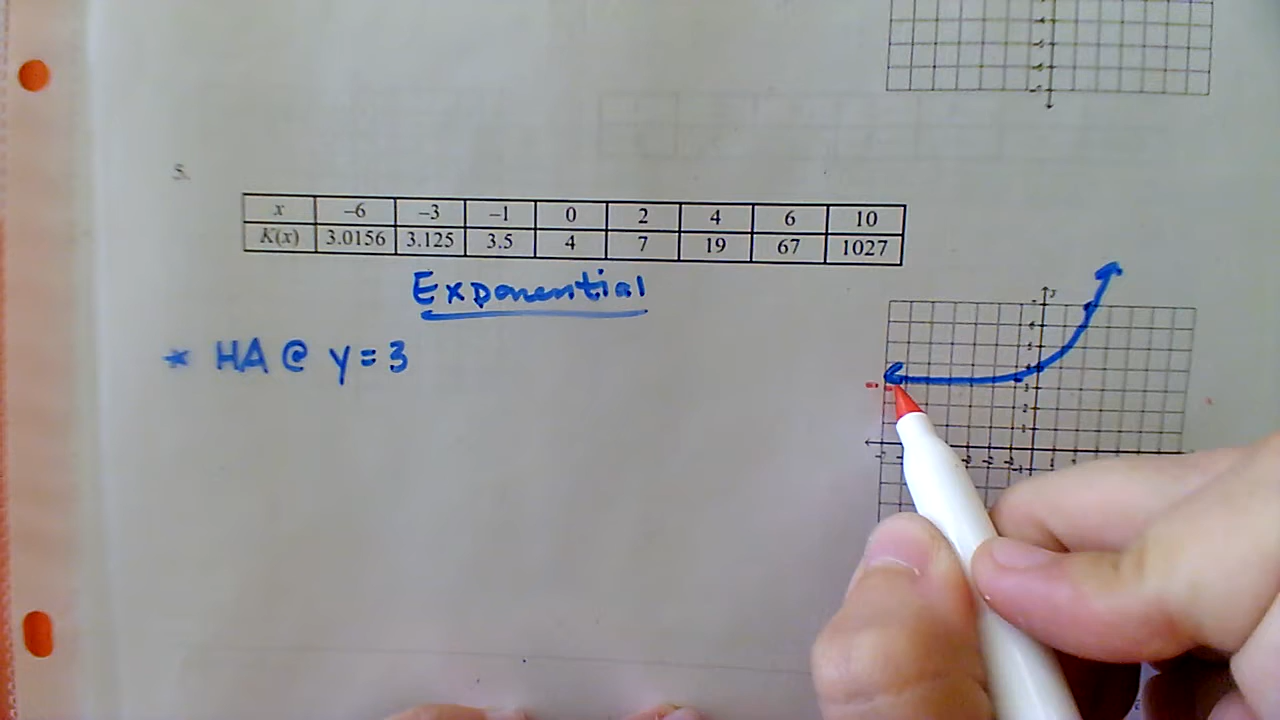 5.
x –6 –3 –1 0 2 4 6 10
K(x) 3.0156 3.125 3.5 4 7 19 67 1027
Exponential
* HA @ y = 3
y